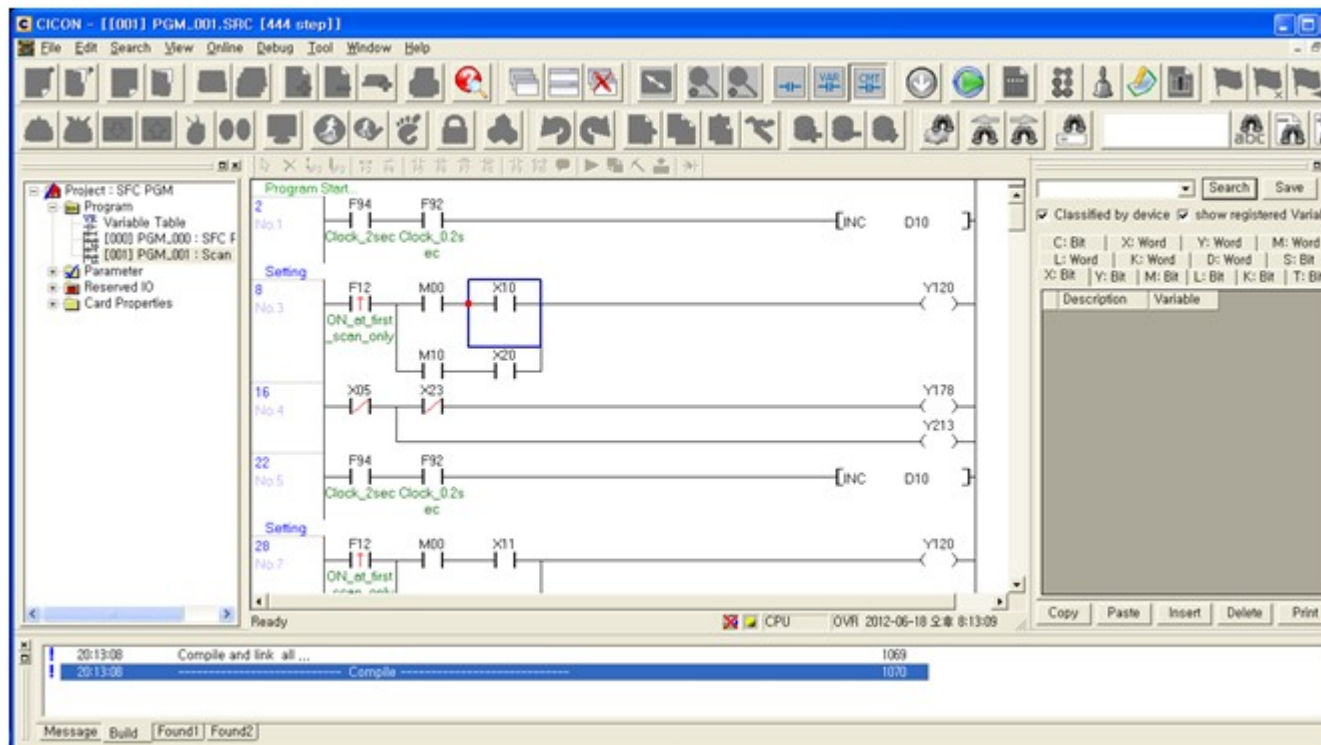 CICON - [[001] PGM_001.SRC [444 step]]
File Edit Search View Online Debug Tool Window Help
VAR CMT
abc
Project : SFC PGM
Program
Variable Table
[000] PGM_000 : SFC P
[001] PGM_001 : Scan
Parameter
Reserved IO
Card Properties
Program Start...
2 F94 F92
No.1 [INC D10 ]
Clock_2sec Clock_0.2s
ec
Setting
8 F12 M00 X10 Y120
No.3
ON_at_first
_scan_only
M10 X20
16 X05 X23 Y178
No.4
Y213
22 F94 F92
No.5 [INC D10 ]
Clock_2sec Clock_0.2s
ec
Setting
28 F12 M00 X11 Y120
No.7
ON_at_first
_scan_only
Ready CPU OVR 2012-06-18 오후 8:13:09
Search Save
Classified by device show registered Varial
C: Bit X: Word Y: Word M: Word
L: Word K: Word D: Word S: Bit
X: Bit Y: Bit M: Bit L: Bit K: Bit T: Bit
Description Variable
Copy Paste Insert Delete Print
20:13:08 Compile and link all ... 1069
20:13:08 ---------------------------- Compile ---------------------------- 1070
Message Build Found1 Found2